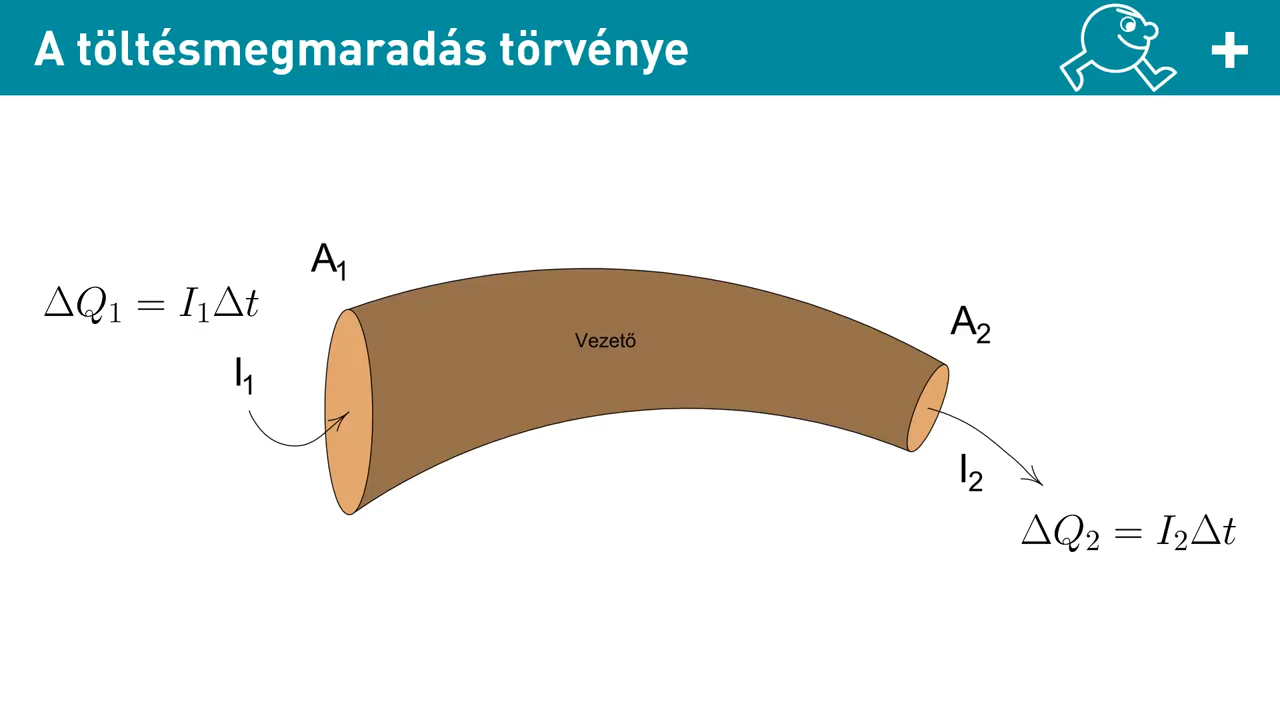 A töltésmegmaradás törvénye
A₁
ΔQ₁ = I₁Δt
Vezető
A₂
I₁
I₂
ΔQ₂ = I₂Δt